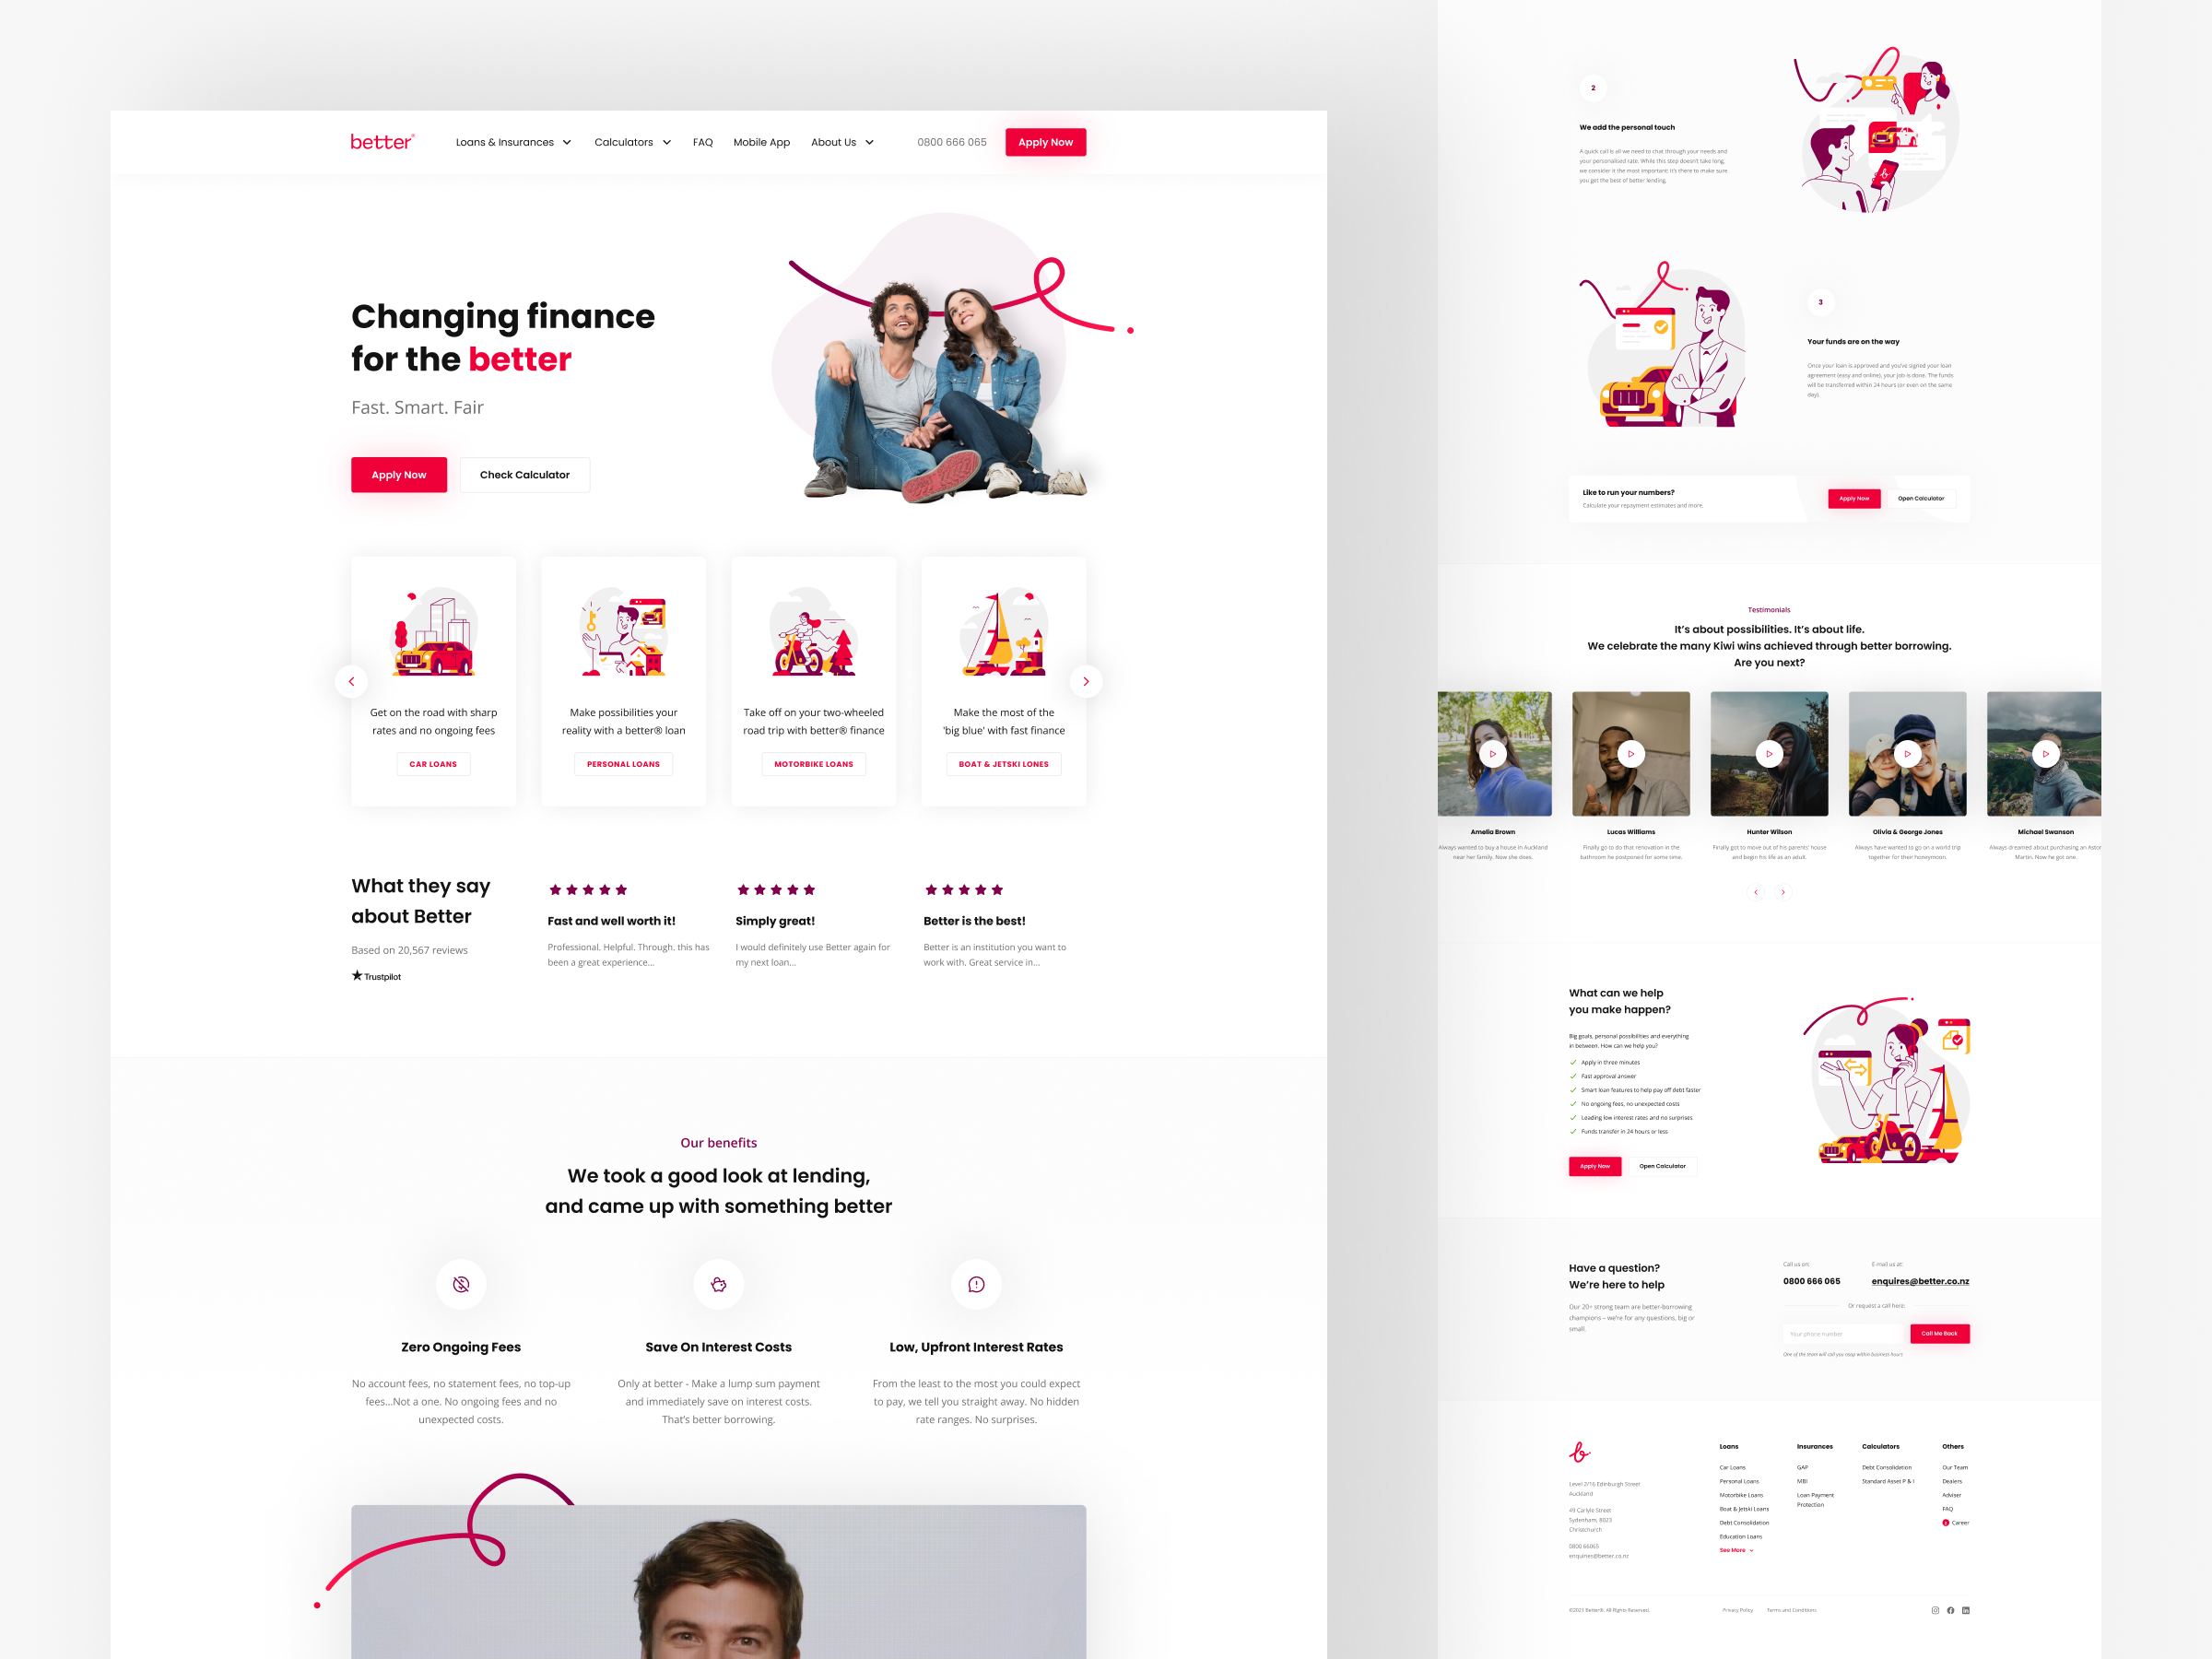 better®
Loans & Insurances
Calculators
FAQ
Mobile App
About Us
0800 666 065
Apply Now
Changing finance
for the better
Fast. Smart. Fair
Apply Now
Check Calculator
Get on the road with sharp
rates and no ongoing fees
CAR LOANS
Make possibilities your
reality with a better® loan
PERSONAL LOANS
Take off on your two-wheeled
road trip with better® finance
MOTORBIKE LOANS
Make the most of the
'big blue' with fast finance
BOAT & JETSKI LONES
What they say
about Better
Based on 20,567 reviews
Trustpilot
Fast and well worth it!
Professional. Helpful. Through. this has
been a great experience...
Simply great!
I would definitely use Better again for
my next loan...
Better is the best!
Better is an institution you want to
work with. Great service in...
Our benefits
We took a good look at lending,
and came up with something better
Zero Ongoing Fees
No account fees, no statement fees, no top-up
fees...Not a one. No ongoing fees and no
unexpected costs.
Save On Interest Costs
Only at better - Make a lump sum payment
and immediately save on interest costs.
That's better borrowing.
Low, Upfront Interest Rates
From the least to the most you could expect
to pay, we tell you straight away. No hidden
rate ranges. No surprises.
2
We add the personal touch
A quick call is all we need to chat through your needs and
your personalised rate. While this step doesn't take long,
we consider it the most important; it's there to make sure
you get the best of better lending.
3
Your funds are on the way
Once your loan is approved and you've signed your loan
agreement (easy and online), your job is done. The funds
will be transferred within 24 hours (or even on the same
day).
Like to run your numbers?
Calculate your repayment estimates and more.
Apply Now
Open Calculator
Testimonials
It's about possibilities. It's about life.
We celebrate the many Kiwi wins achieved through better borrowing.
Are you next?
Amelia Brown
Always wanted to buy a house in Auckland
near her family. Now she does.
Lucas Williams
Finally go to do that renovation in the
bathroom he postponed for some time.
Hunter Wilson
Finally got to move out of his parents' house
and begin his life as an adult.
Olivia & George Jones
Always have wanted to go on a world trip
together for their honeymoon.
Michael Swanson
Always dreamed about purchasing an Aston
Martin. Now he got one.
What can we help
you make happen?
Big goals, personal possibilities and everything
in between. How can we help you?
Apply in three minutes
Fast approval answer
Smart loan features to help pay off debt faster
No ongoing fees, no unexpected costs
Leading low interest rates and no surprises
Funds transfer in 24 hours or less
Apply Now
Open Calculator
Have a question?
We're here to help
Our 20+ strong team are better-borrowing
champions – we're for any questions, big or
small.
Call us on:
0800 666 065
E-mail us at:
enquires@better.co.nz
Or request a call here:
Your phone number
Call Me Back
One of the team will call you asap within business hours
Level 2/16 Edinburgh Street
Auckland
49 Carlyle Street
Sydenham, 8023
Christchurch
0800 66065
enquiries@better.co.nz
Loans
Car Loans
Personal Loans
Motorbike Loans
Boat & Jetski Loans
Debt Consolidation
Education Loans
See More
Insurances
GAP
MBI
Loan Payment
Protection
Calculators
Debt Consolidation
Standard Asset P & I
Others
Our Team
Dealers
Adviser
FAQ
Career
©2021 Better®. All Rights Reserved.
Privacy Policy
Terms and Conditions